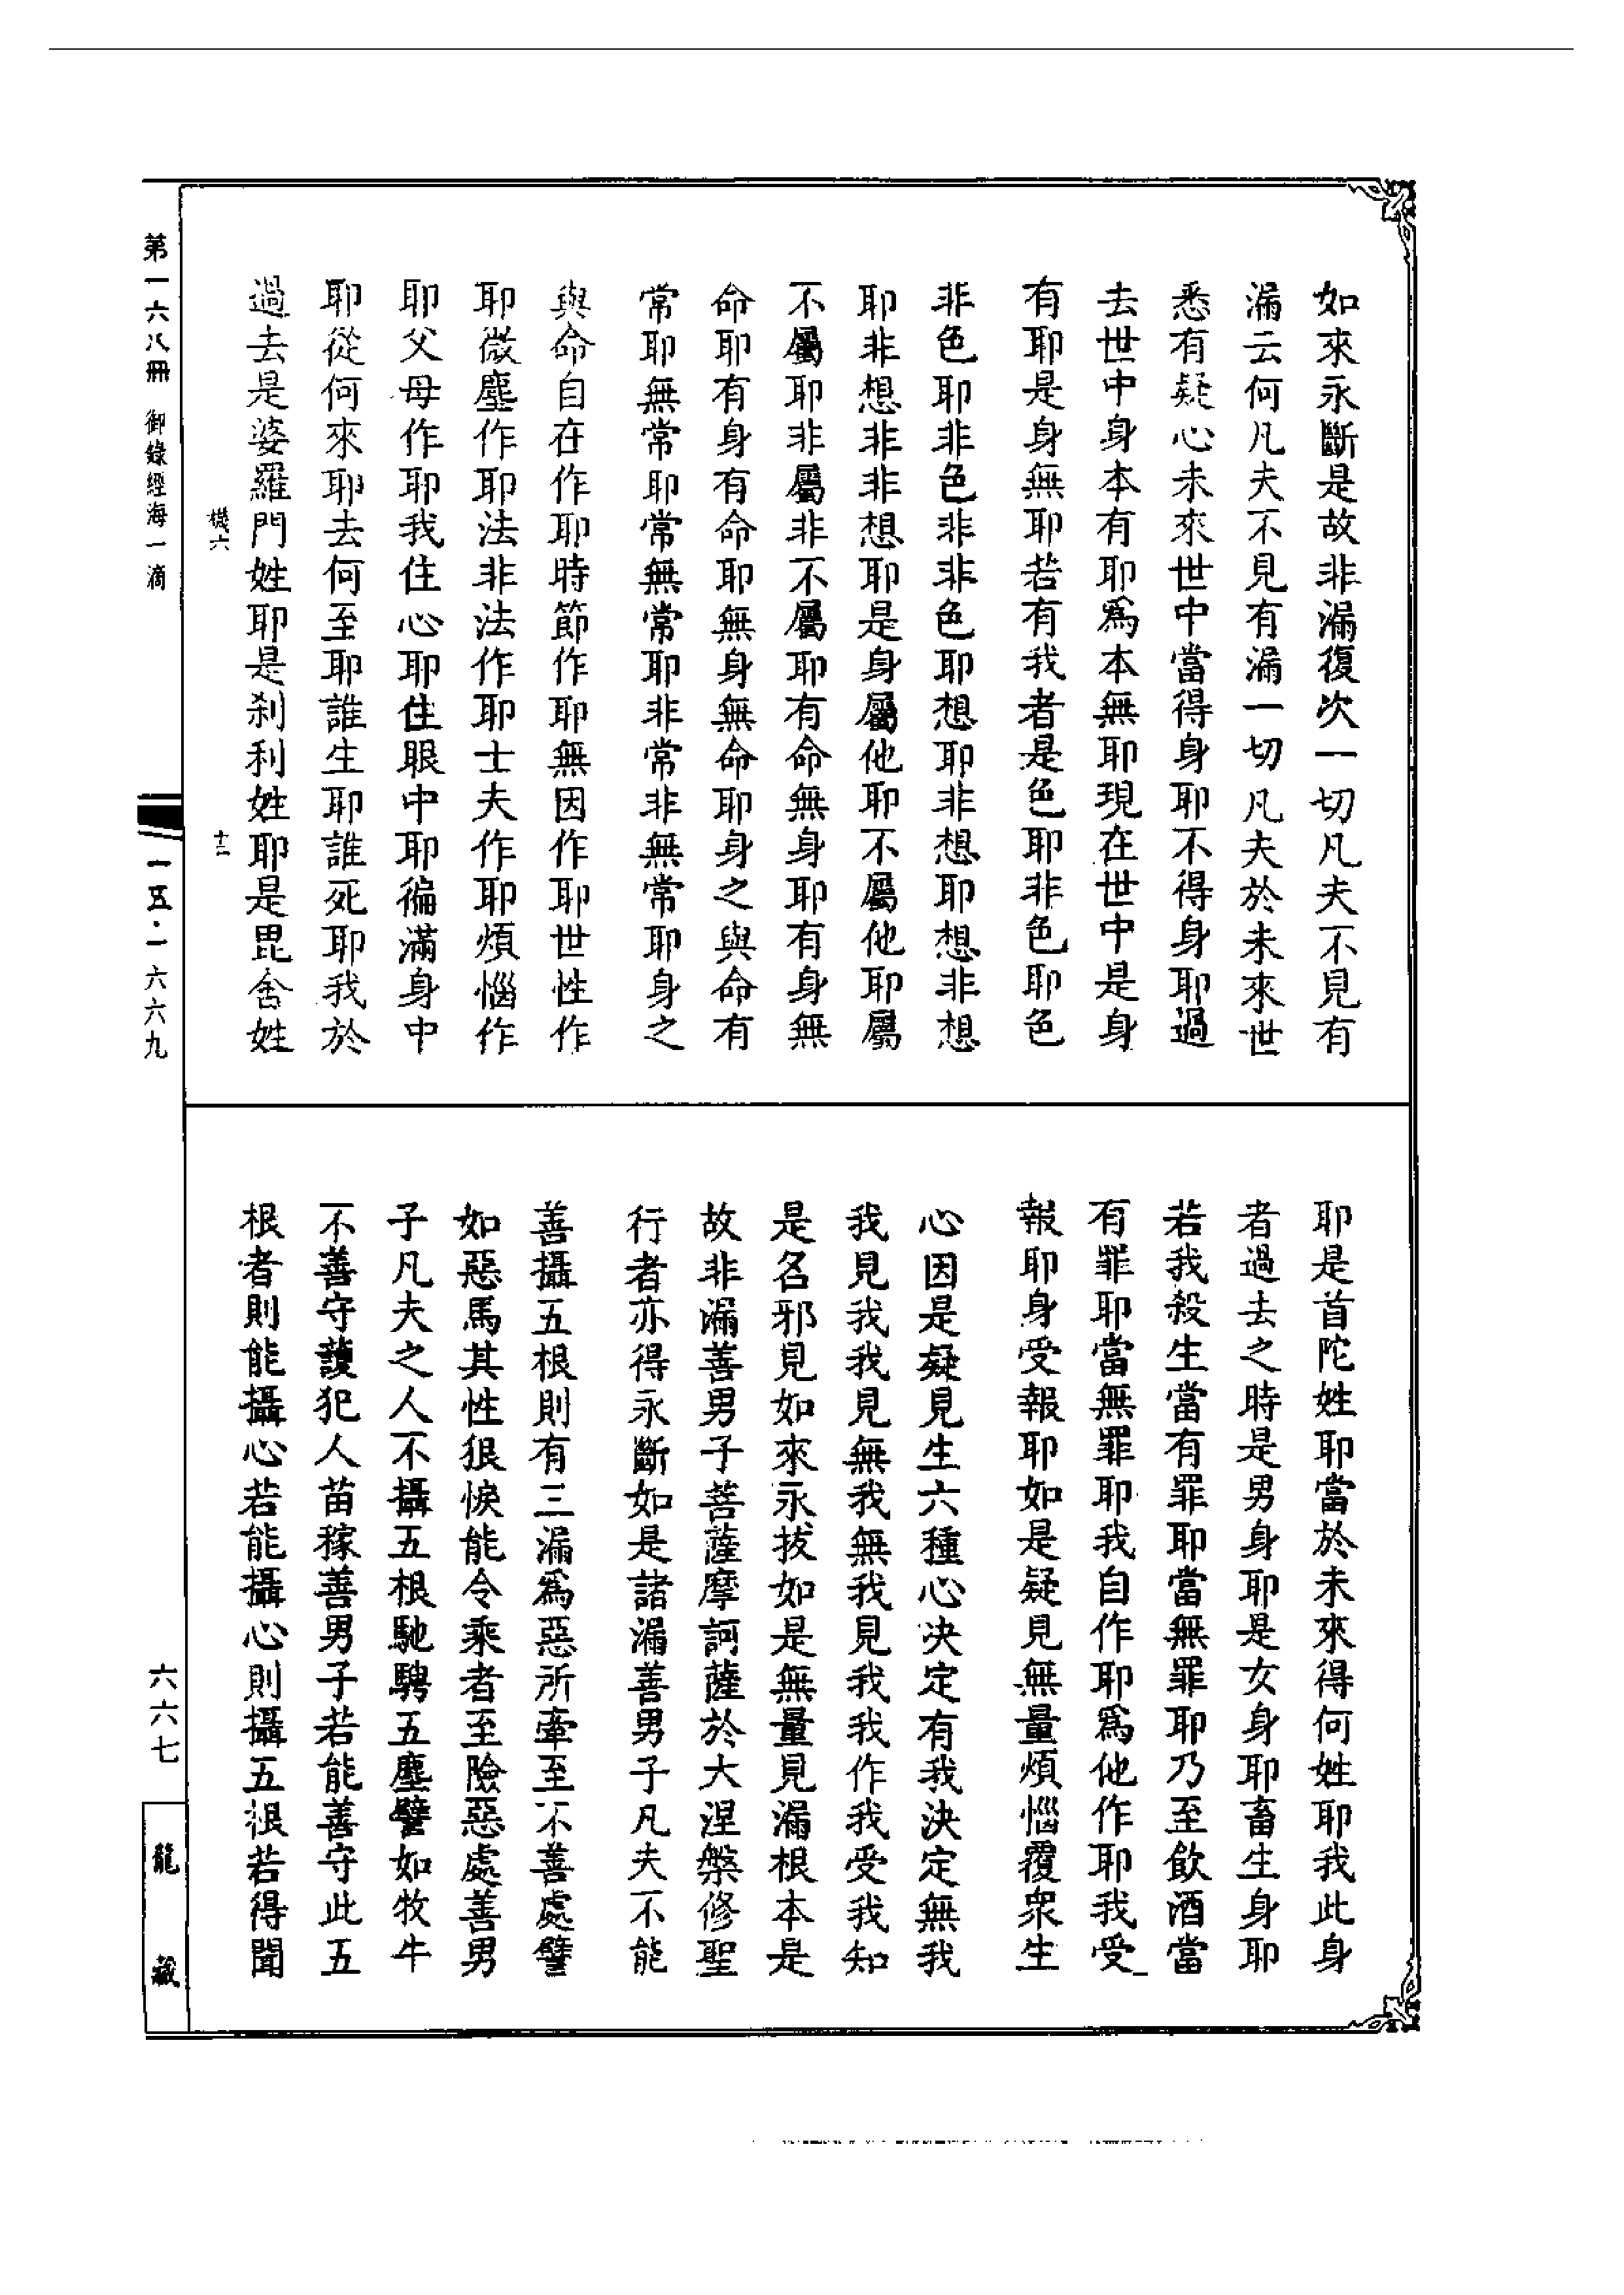 如來永斷是故非漏復次一切凡夫不見有
漏云何凡夫不見有漏一切凡夫於未來世
悉有疑心未來世中當得身耶不得身耶過
去世中身本有耶爲本無耶現在世中是身
有耶是身無耶若有我者是色耶非色耶色
非色耶非色非非色耶想耶非想耶想非想
耶非想非非想耶是身屬他耶不屬他耶屬
不屬耶非屬非不屬耶有命無身耶有身無
命耶有身有命耶無身無命耶身之與命有
常耶無常耶常無常耶非常非無常耶身之
與命自在作耶時節作耶無因作耶世性作
耶微塵作耶法非法作耶士夫作耶煩惱作
耶父母作耶我住心耶住眼中耶徧滿身中
耶從何來耶去何至耶誰生耶誰死耶我於
過去是婆羅門姓耶是刹利姓耶是毘舍姓
機六
十三
耶是首陀姓耶當於未來得何姓耶我此身
者過去之時是男身耶是女身耶畜生身耶
若我殺生當有罪耶當無罪耶乃至飲酒當
有罪耶當無罪耶我自作耶爲他作耶我受
報耶身受報耶如是疑見無量煩惱覆衆生
心因是疑見生六種心决定有我決定無我
我見我我見無我無我見我我作我受我知
是名邪見如來永拔如是無量見漏根本是
故非漏善男子菩薩摩訶薩於大涅槃修聖
行者亦得永斷如是諸漏善男子凡夫不能
善攝五根則有三漏爲惡所牽至不善處譬
如惡馬其性狠悷能令乘者至險惡處善男
子凡夫之人不攝五根馳騁五塵譬如牧牛
不善守護犯人苗稼善男子若能善守此五
根者則能攝心若能攝心則攝五根若得聞
第一六八冊 御錄經海一滴
一五·一六六九
六六七
龍藏